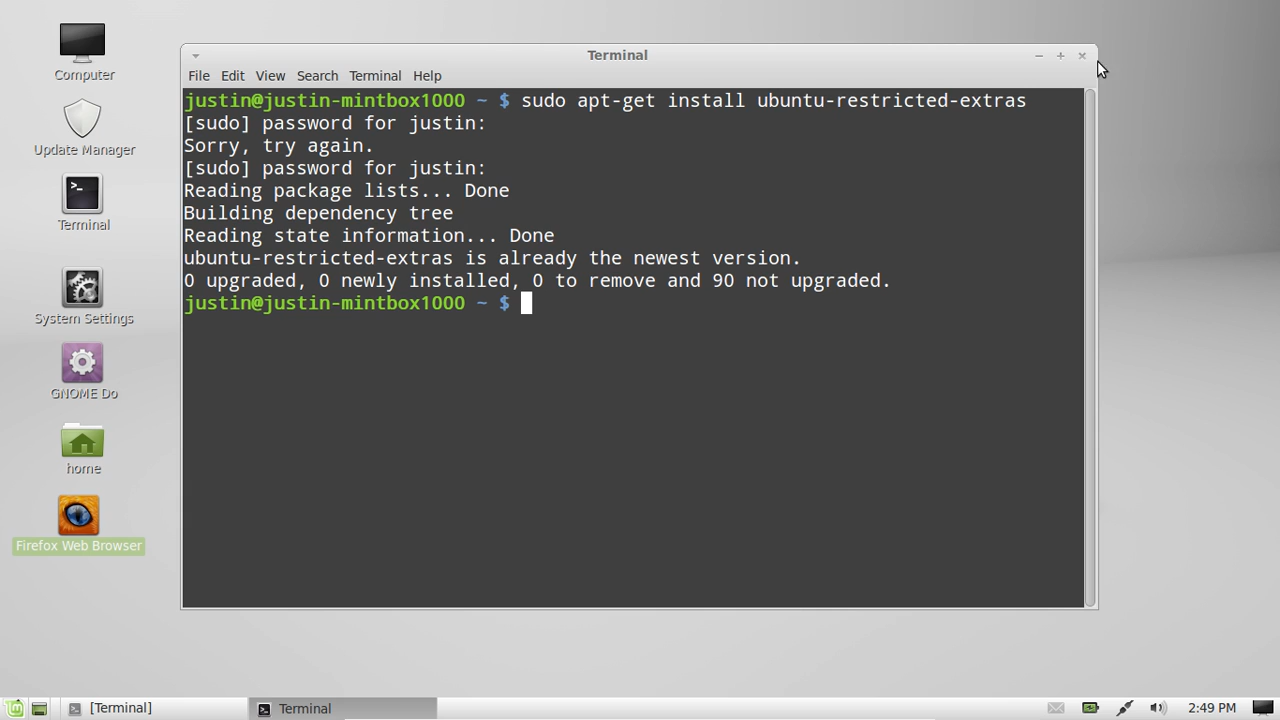 Computer
Update Manager
Terminal
System Settings
GNOME Do
home
Firefox Web Browser
Terminal
File Edit View Search Terminal Help
justin@justin-mintbox1000 ~ $ sudo apt-get install ubuntu-restricted-extras
[sudo] password for justin:
Sorry, try again.
[sudo] password for justin:
Reading package lists... Done
Building dependency tree
Reading state information... Done
ubuntu-restricted-extras is already the newest version.
0 upgraded, 0 newly installed, 0 to remove and 90 not upgraded.
justin@justin-mintbox1000 ~ $
[Terminal] Terminal 2:49 PM